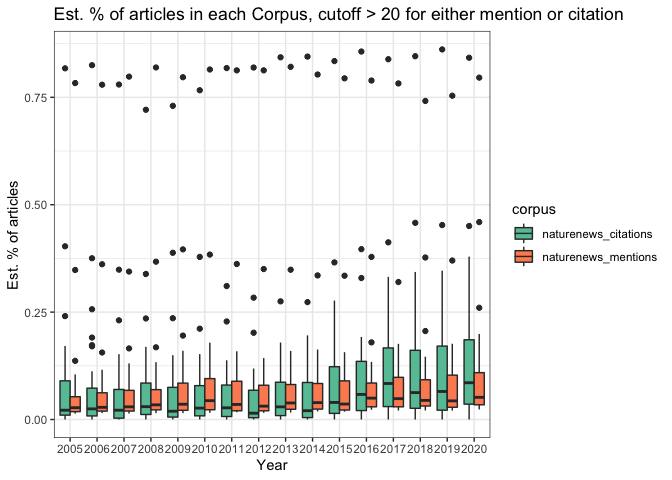 Est. % of articles in each Corpus, cutoff > 20 for either mention or citation
Est. % of articles
0.75
0.50
0.25
0.00
2005 2006 2007 2008 2009 2010 2011 2012 2013 2014 2015 2016 2017 2018 2019 2020
Year
corpus
naturenews_citations
naturenews_mentions